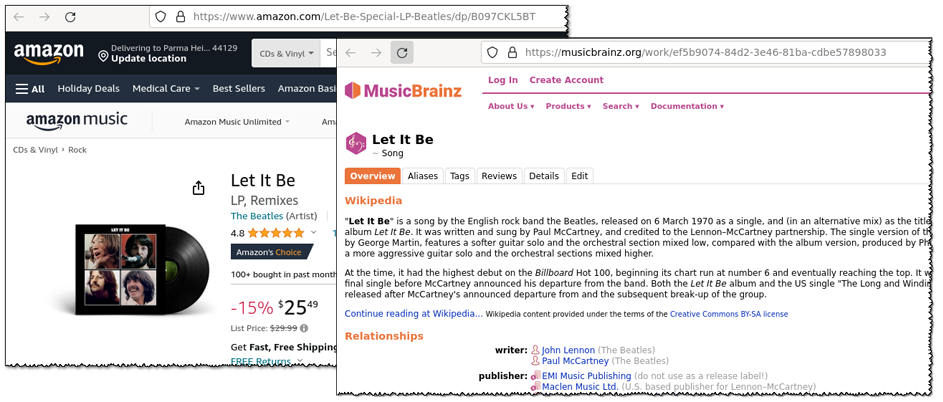 https://www.amazon.com/Let-Be-Special-LP-Beatles/dp/B097CKL5BT
amazon
Delivering to Parma Hei... 44129
Update location
CDs & Vinyl
All
Holiday Deals
Medical Care
Best Sellers
Amazon Basi
amazon music
Amazon Music Unlimited
CDs & Vinyl › Rock
LET IT BE
Let It Be
LP, Remixes
The Beatles (Artist)
4.8
Amazon's Choice
100+ bought in past month
-15% $25 49
List Price: $29.99
Get Fast, Free Shipping
FREE Returns
https://musicbrainz.org/work/ef5b9074-84d2-3e46-81ba-cdbe57898033
Log In Create Account
MusicBrainz
About Us ▾ Products ▾ Search ▾ Documentation ▾
Let It Be
~ Song
Overview Aliases Tags Reviews Details Edit
Wikipedia
"Let It Be" is a song by the English rock band the Beatles, released on 6 March 1970 as a single, and (in an alternative mix) as the title
album Let It Be. It was written and sung by Paul McCartney, and credited to the Lennon–McCartney partnership. The single version of th
by George Martin, features a softer guitar solo and the orchestral section mixed low, compared with the album version, produced by Ph
a more aggressive guitar solo and the orchestral sections mixed higher.
At the time, it had the highest debut on the Billboard Hot 100, beginning its chart run at number 6 and eventually reaching the top. It w
final single before McCartney announced his departure from the band. Both the Let It Be album and the US single "The Long and Windin
released after McCartney's announced departure from and the subsequent break-up of the group.
Continue reading at Wikipedia... Wikipedia content provided under the terms of the Creative Commons BY-SA license
Relationships
writer: John Lennon (The Beatles)
Paul McCartney (The Beatles)
publisher: EMI Music Publishing (do not use as a release label!)
Maclen Music Ltd. (U.S. based publisher for Lennon–McCartney)